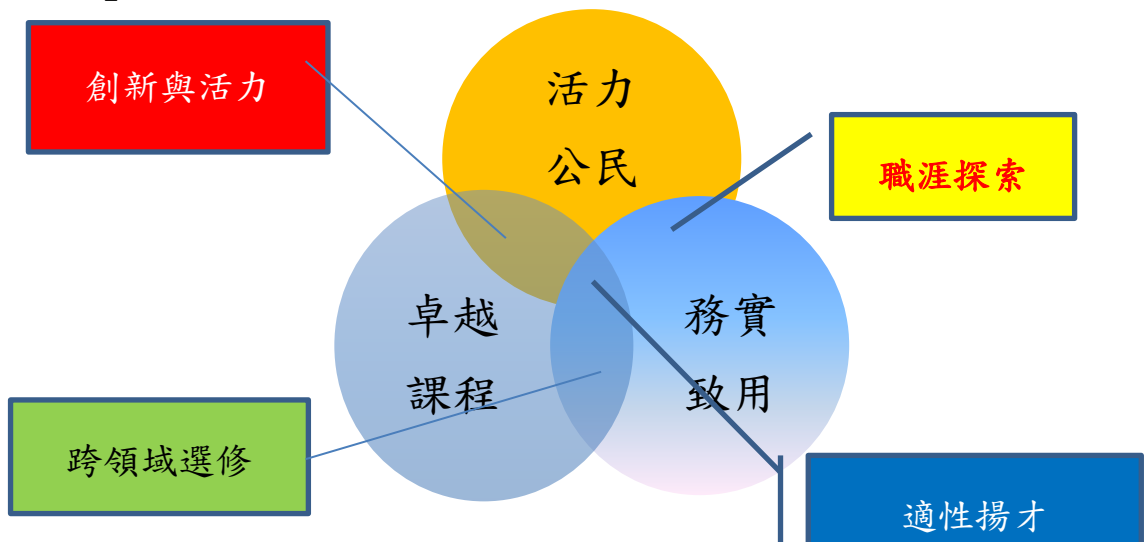 創新與活力
活力
公民
職涯探索
卓越
課程
務實
致用
跨領域選修
適性揚才